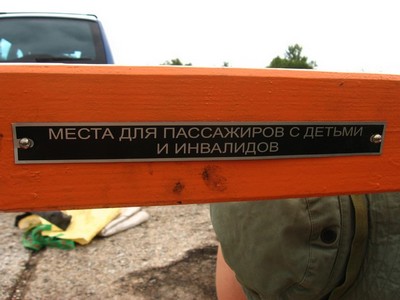 МЕСТА ДЛЯ ПАССАЖИРОВ С ДЕТЬМИ
И ИНВАЛИДОВ